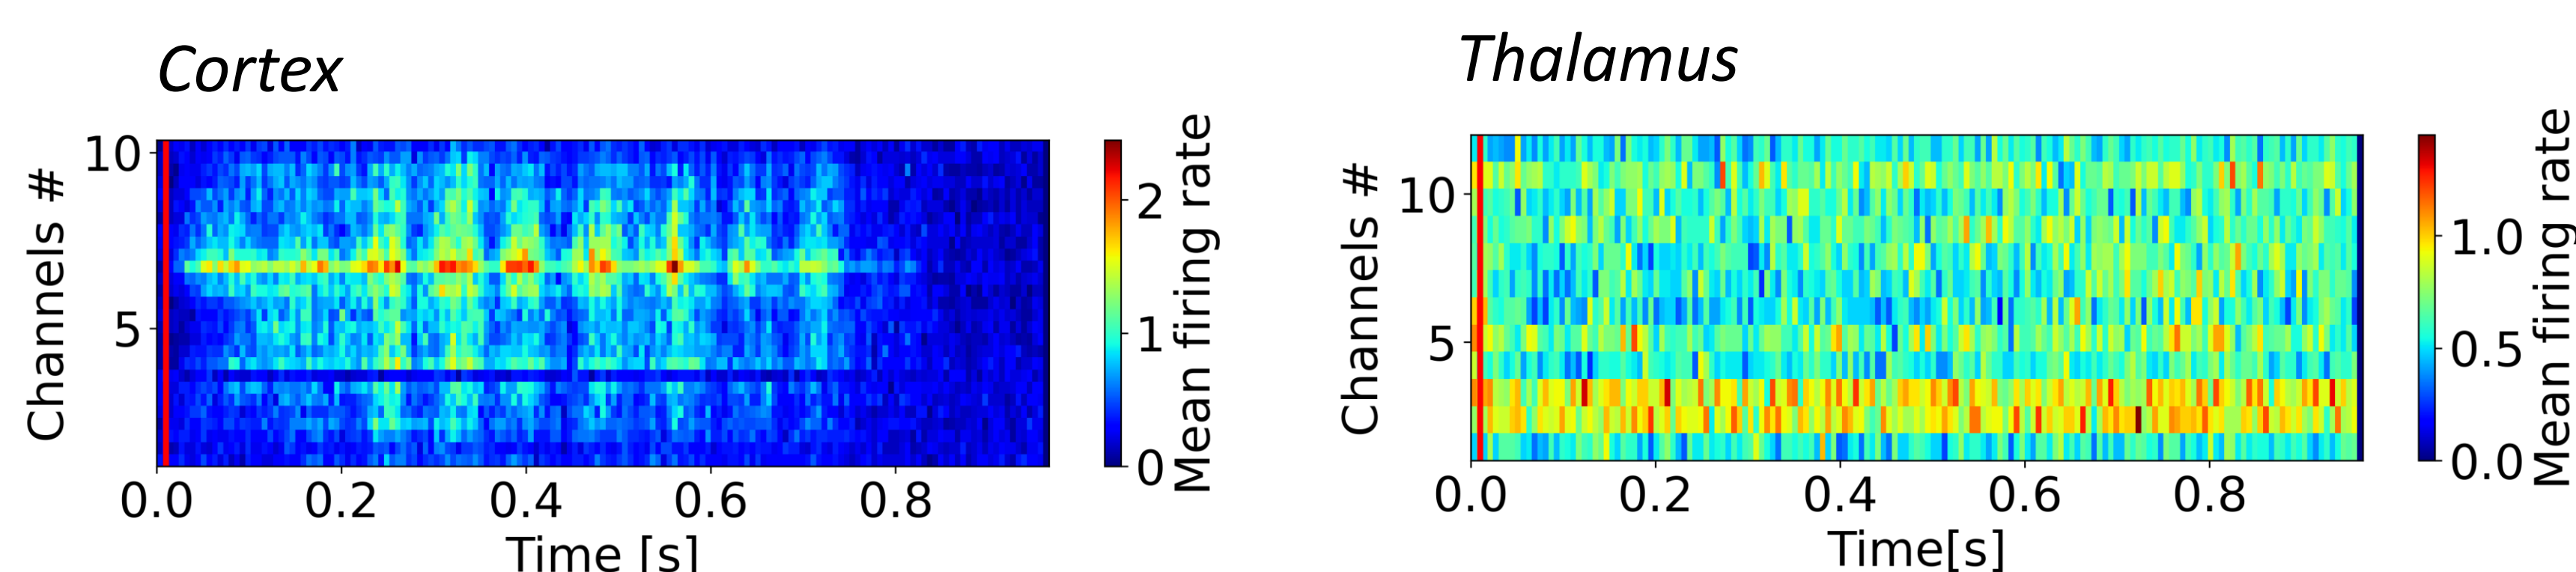 Cortex
Channels #
10
5
0.0 0.2 0.4 0.6 0.8
Time [s]
2
1
0
Mean firing rate
Thalamus
Channels #
10
5
0.0 0.2 0.4 0.6 0.8
Time[s]
1.0
0.5
0.0
Mean firing rate